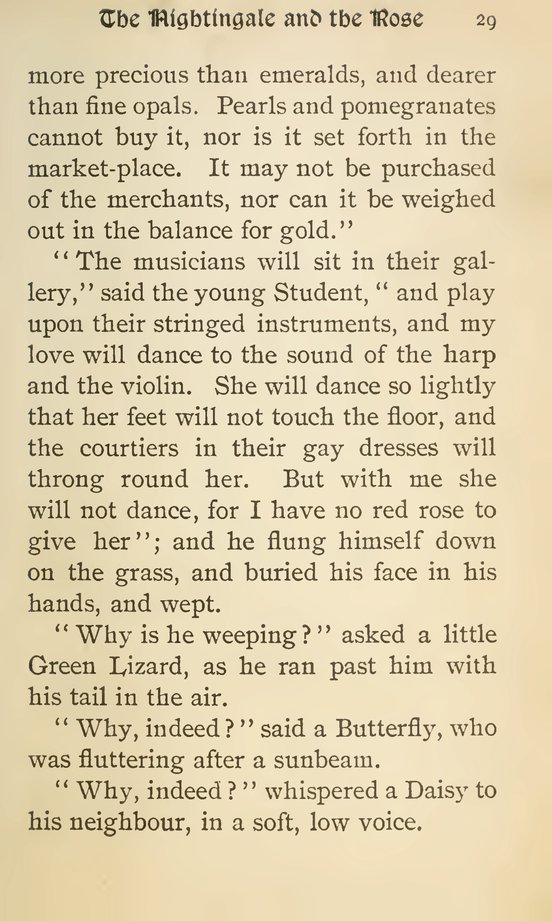 The Nightingale and the Rose 29
more precious than emeralds, and dearer
than fine opals. Pearls and pomegranates
cannot buy it, nor is it set forth in the
market-place. It may not be purchased
of the merchants, nor can it be weighed
out in the balance for gold."
"The musicians will sit in their gal-
lery," said the young Student, "and play
upon their stringed instruments, and my
love will dance to the sound of the harp
and the violin. She will dance so lightly
that her feet will not touch the floor, and
the courtiers in their gay dresses will
throng round her. But with me she
will not dance, for I have no red rose to
give her"; and he flung himself down
on the grass, and buried his face in his
hands, and wept.
"Why is he weeping?" asked a little
Green Lizard, as he ran past him with
his tail in the air.
"Why, indeed?" said a Butterfly, who
was fluttering after a sunbeam.
"Why, indeed?" whispered a Daisy to
his neighbour, in a soft, low voice.